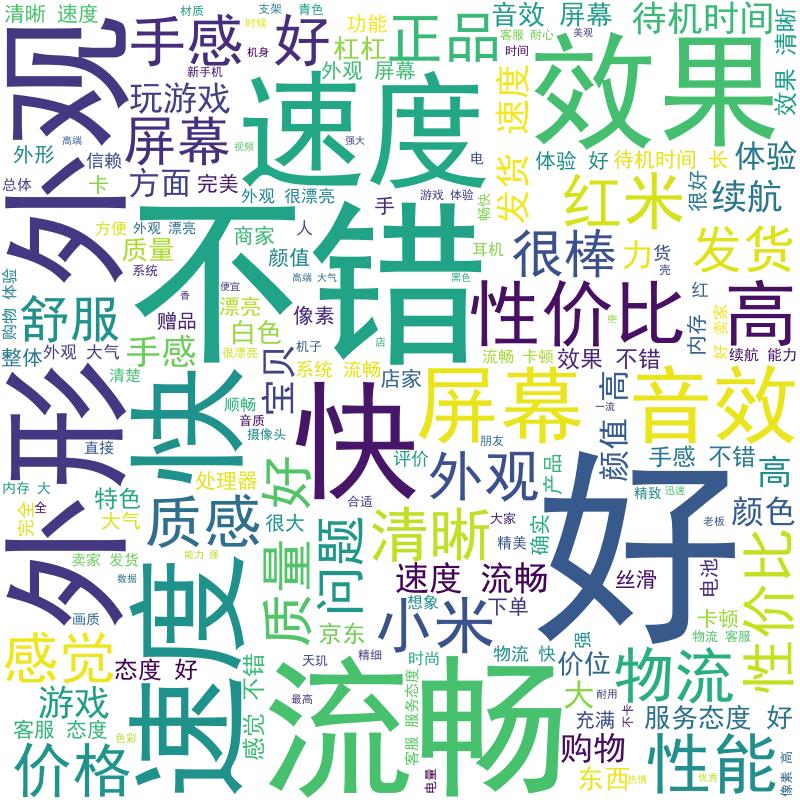 清晰 速度
外观
手感
好
杠杠
功能
正品
支架
青色
时候
机身
材质
新手机
音效 屏幕
客服 耐心
美观
时间
待机时间
效果
效果 清晰
玩游戏
速度
外观 屏幕
发货 速度
屏幕
外形
高端
信赖
视频
强大
电
体验 好
待机时间 长
体验
总体
卡
方面
完美
外观 很漂亮
手
游戏 体验
畅快
红米
很好
续航
方便
外观 漂亮
不错
商家
人
质量
颜值
耳机
很棒
力
货
壳
发货
系统
高端 大气
黑色
购物 体验
香
便宜
漂亮
舒服
赠品
白色
像素
店
性价比
滑
内存
好 卖家
高
整体
外观 大气
手感
很漂亮
机子
系统 流畅
店家
流畅 卡顿
效果 不错
续航 能力
外形
清楚
快
宝贝
快
屏幕
颜值 高
一流
音效
顺畅
音质
摄像头
直接
朋友
评价
外观
产品
手感 不错
内存 大
特色
处理器
好
合适
精致
迅速
高
完全
全
大气
质感
很大
问题
清晰
大家
精美
确实
好
老板
颜色
卖家 发货
能力 强
数据
速度
质量
速度 流畅
丝滑
电池
性价比
画质
想象
小米
下单
京东
卡顿
物流 客服
感觉
态度 好
感觉 不错
天玑
精细
时尚
物流 快
强
价位
物流
游戏
最高
流畅
客服 服务态度
大
耐用
客服 态度
充满
不卡
服务态度 好
价格
色彩
电量
购物
东西
热情
性能
优秀
像素 高